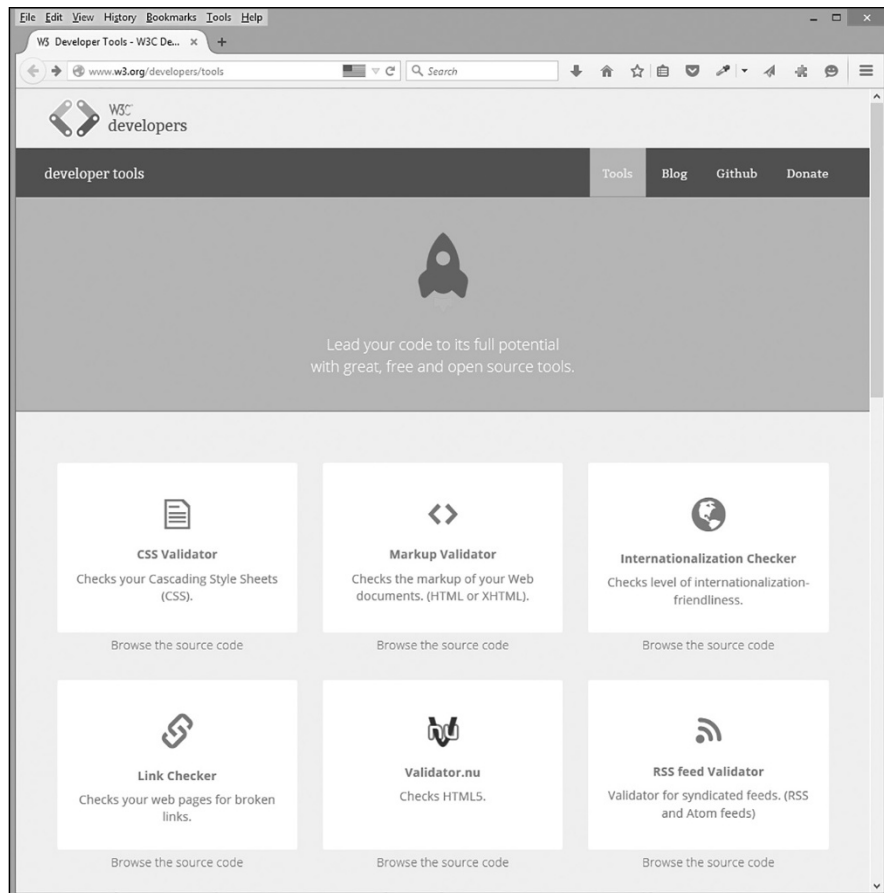 File Edit View History Bookmarks Tools Help
W3 Developer Tools - W3C De... × +
www.w3.org/developers/tools
Search
W3C
developers
developer tools
Tools Blog Github Donate
Lead your code to its full potential
with great, free and open source tools.
CSS Validator
Checks your Cascading Style Sheets
(CSS).
Browse the source code
Markup Validator
Checks the markup of your Web
documents. (HTML or XHTML).
Browse the source code
Internationalization Checker
Checks level of internationalization-
friendliness.
Browse the source code
Link Checker
Checks your web pages for broken
links.
Browse the source code
Validator.nu
Checks HTML5.
Browse the source code
RSS feed Validator
Validator for syndicated feeds. (RSS
and Atom feeds)
Browse the source code